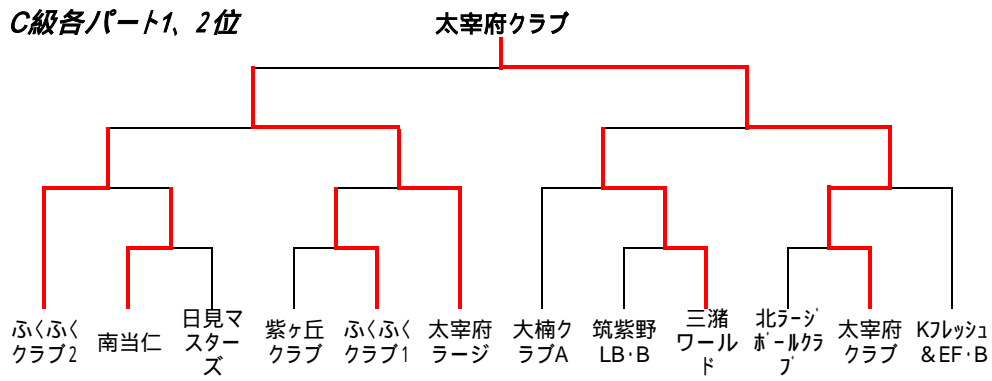 C級各パート1、2位
太宰府クラブ
ふくふく
クラブ2
南当仁
日見マ
スター
ズ
紫ヶ丘
クラブ
ふくふく
クラブ1
太宰府
ラージ
大楠ク
ラブA
筑紫野
LB・B
三潴
ワール
ド
北ﾗｰｼﾞ
ﾎﾞｰﾙｸﾗ
ﾌﾞ
太宰府
クラブ
Kﾌﾚｯｼｭ
&EF・B